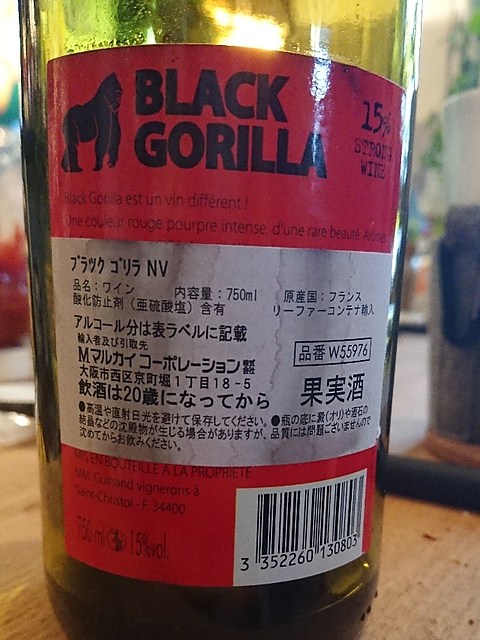 BLACK
GORILLA
15%
STRONG
WINE
Black Gorilla est un vin différent !
Une couleur rouge pourpre intense, d'une rare beauté. Arômes
ブラック ゴリラ NV
品名：ワイン 内容量：750ml 原産国：フランス
酸化防止剤（亜硫酸塩）含有 リーファーコンテナ輸入
アルコール分は表ラベルに記載
輸入者及び引取先
Mマルカイコーポレーション株式会社 品番 W55976
大阪市西区京町堀1丁目18-5
飲酒は20歳になってから 果実酒
●高温や直射日光を避けて保存してください。●瓶の底に澱(オリ)や酒石の
結晶などの沈殿物が生じる場合がありますが、品質には問題ございませんので
沈めてからお飲みください。
MIS EN BOUTEILLE A LA PROPRIETE
MM. Guinand vignerons à
Saint-Christol - F. 34400
750 ml 15%vol.
3 352260 130803